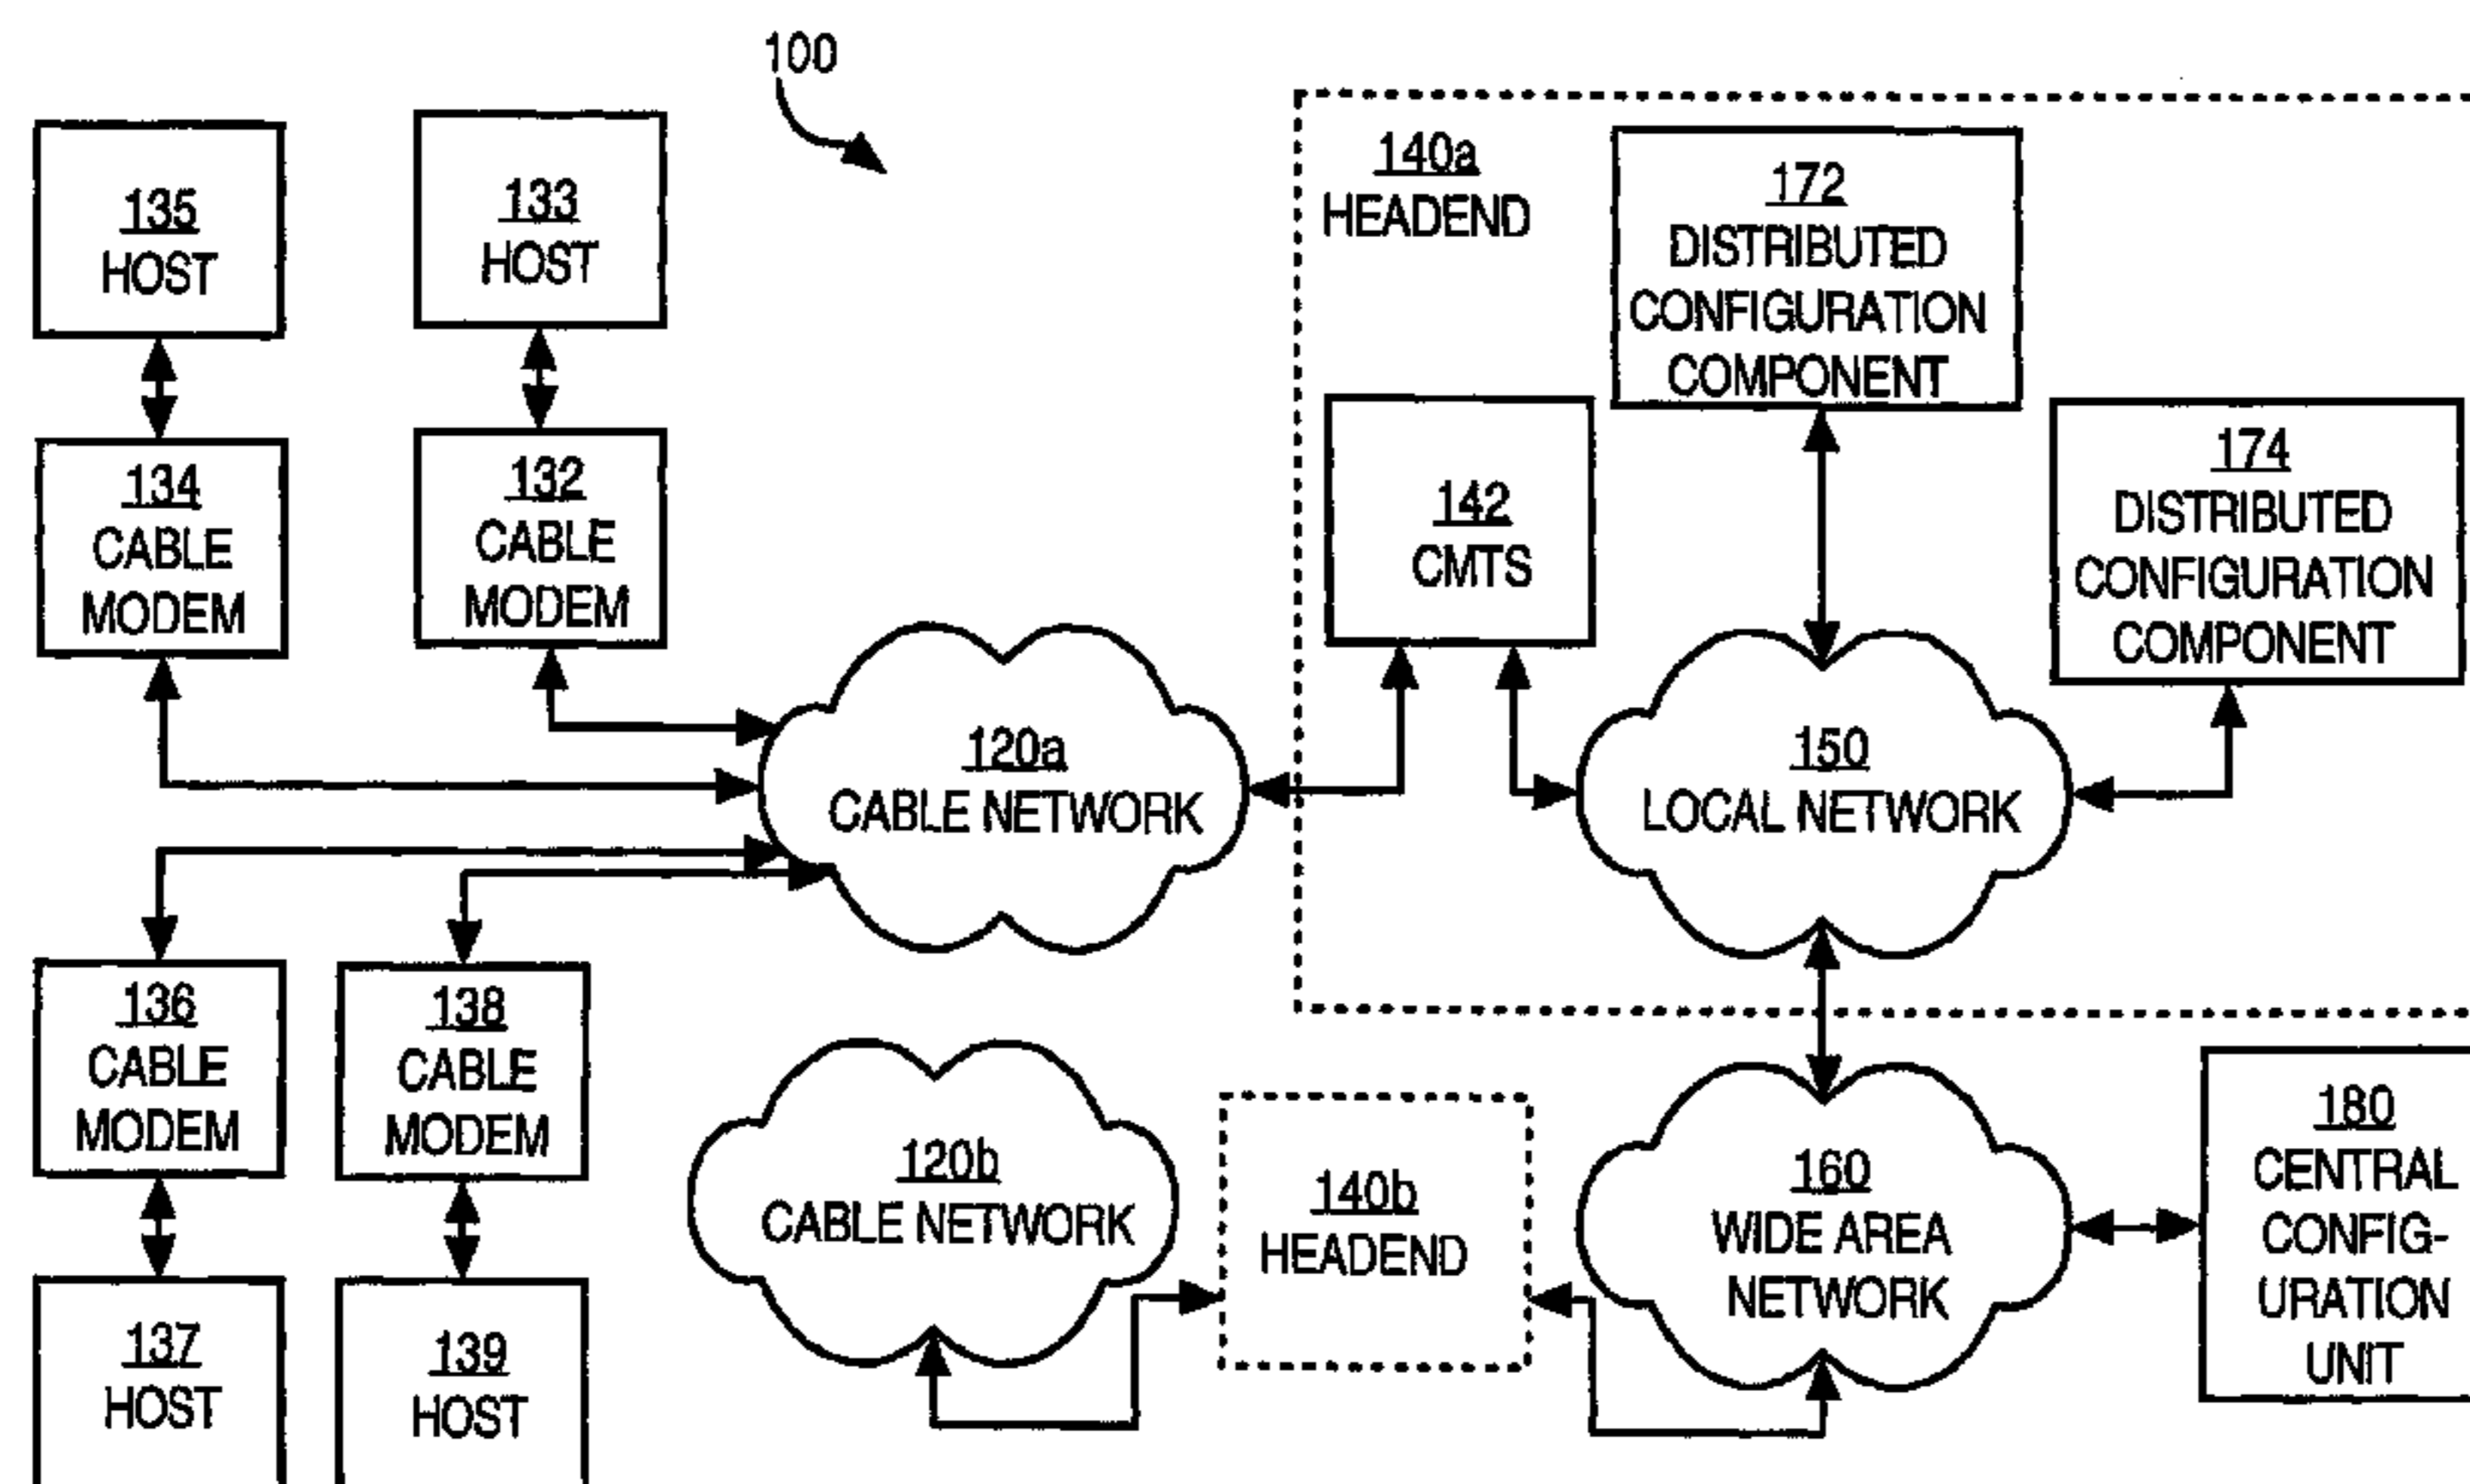 100
135
HOST
133
HOST
140a
HEADEND
172
DISTRIBUTED
CONFIGURATION
COMPONENT
134
CABLE
MODEM
132
CABLE
MODEM
142
CMTS
174
DISTRIBUTED
CONFIGURATION
COMPONENT
120a
CABLE NETWORK
150
LOCAL NETWORK
136
CABLE
MODEM
138
CABLE
MODEM
120b
CABLE NETWORK
140b
HEADEND
160
WIDE AREA
NETWORK
180
CENTRAL
CONFIG-
URATION
UNIT
137
HOST
139
HOST